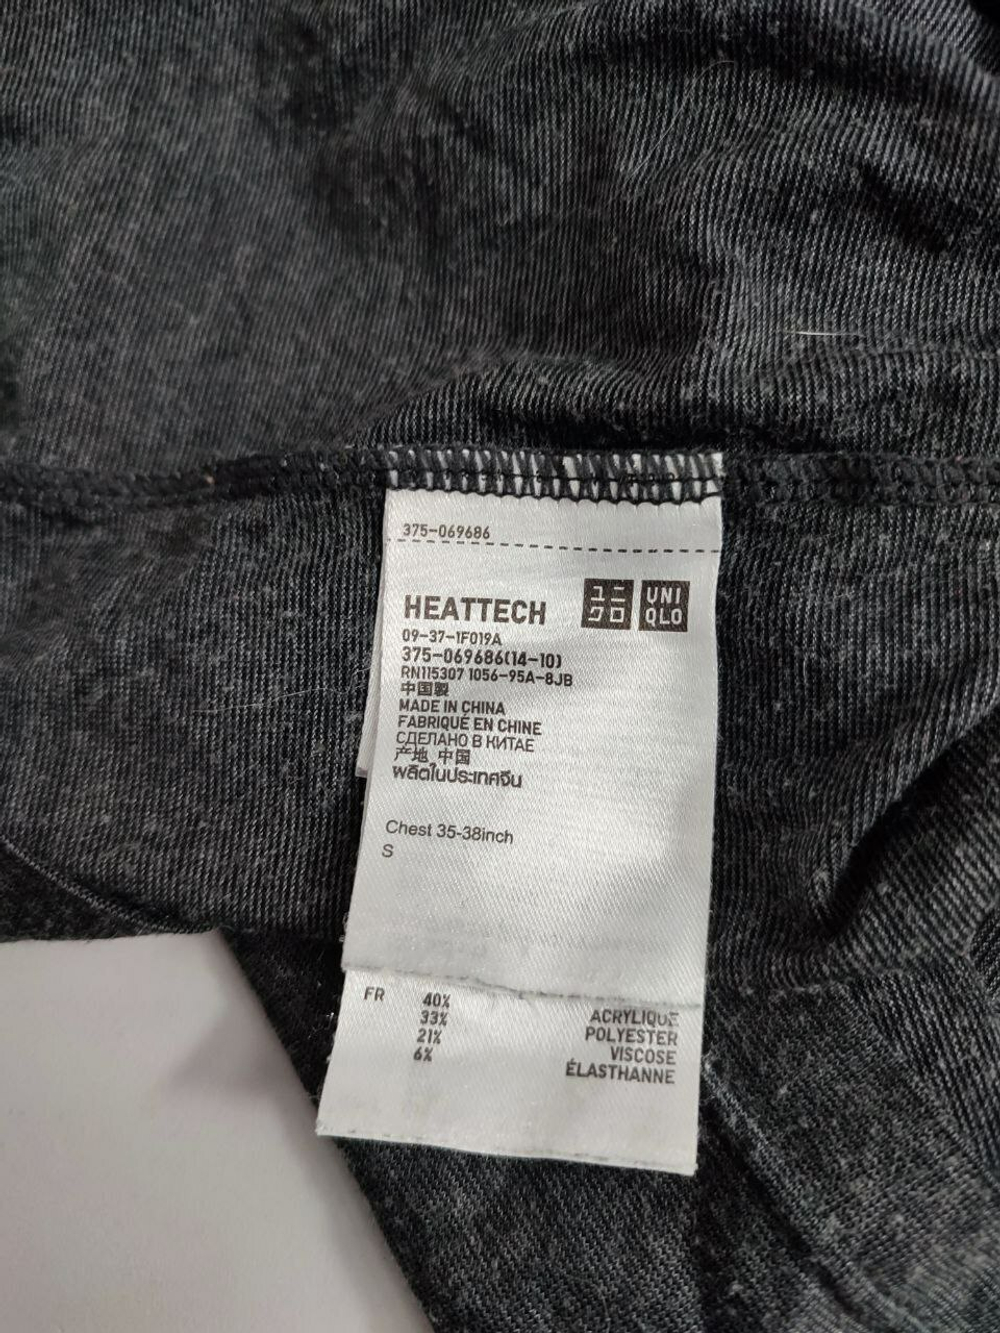 375-069686
HEATTECH
ユニ UNI
クロ QLO
09-37-1F019A
375-069686(14-10)
RN115307 1056-95A-8JB
中国製
MADE IN CHINA
FABRIQUÉ EN CHINE
СДЕЛАНО В КИТАЕ
产地 中国
ผลิตในประเทศจีน
Chest 35-38inch
S
FR 40% ACRYLIQUE
33% POLYESTER
21% VISCOSE
6% ÉLASTHANNE